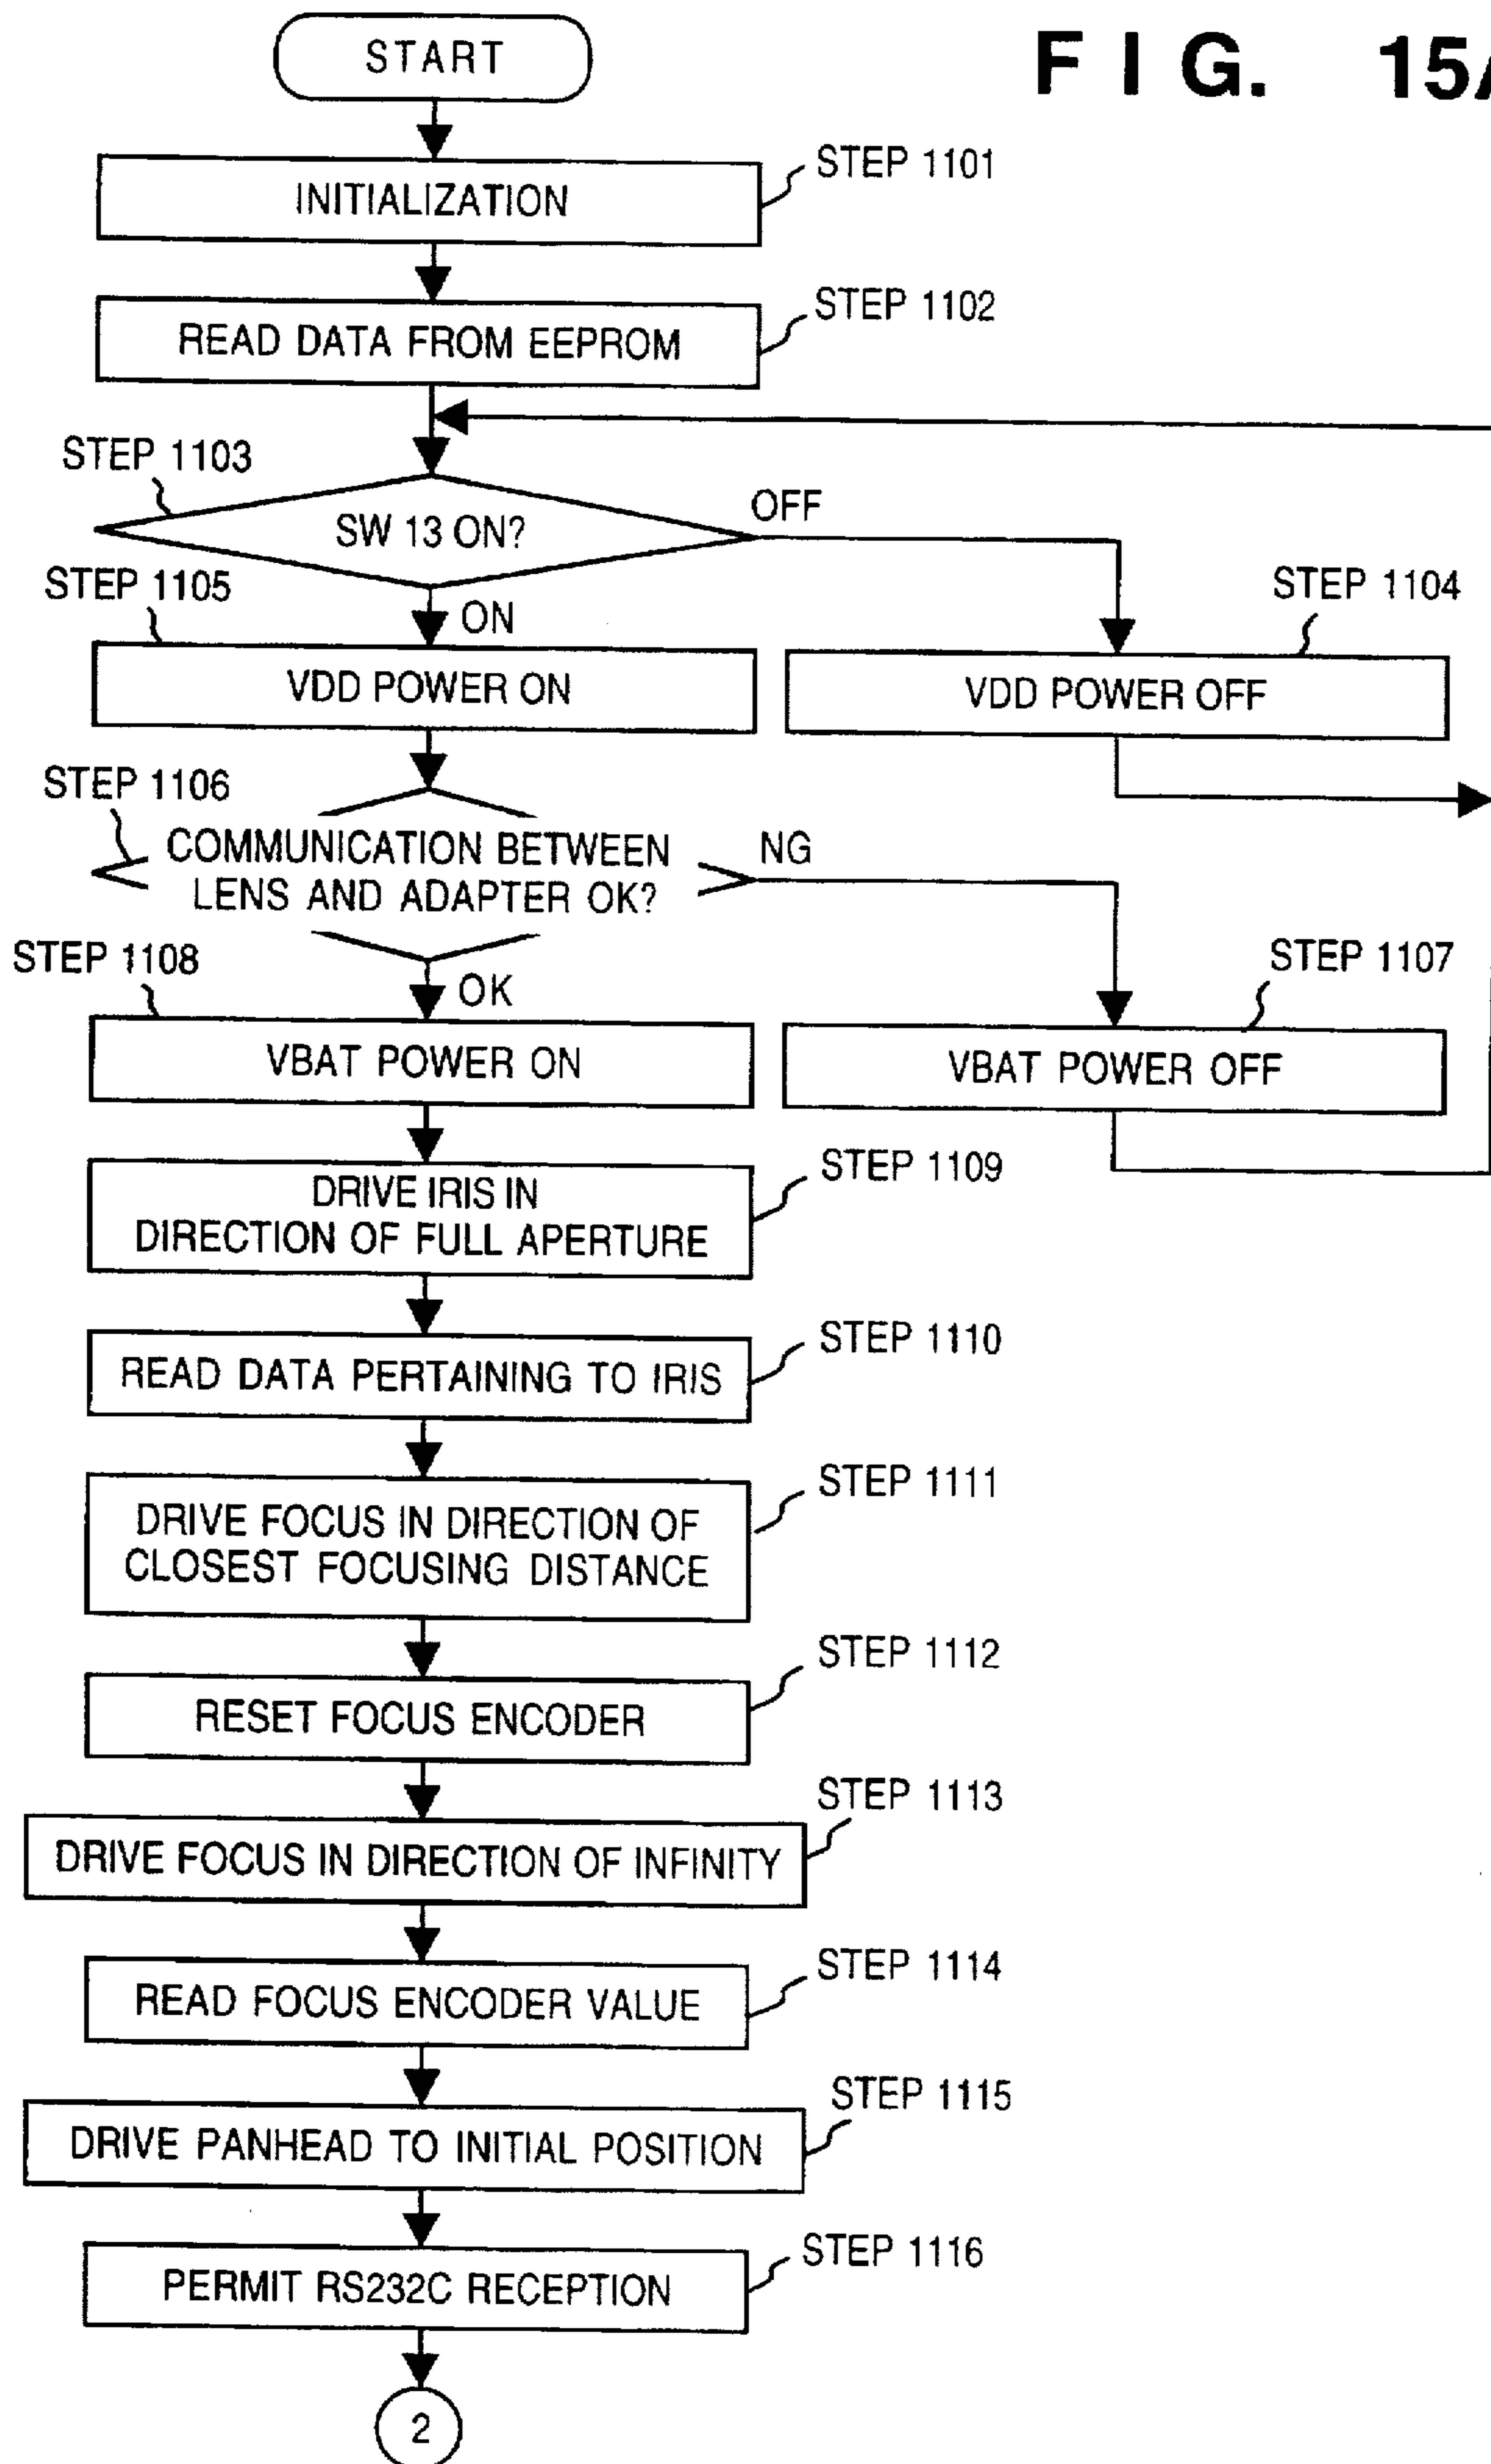 START
F I G. 15A
STEP 1101
INITIALIZATION
STEP 1102
READ DATA FROM EEPROM
STEP 1103
SW 13 ON?
OFF
STEP 1105
ON
STEP 1104
VDD POWER ON
VDD POWER OFF
STEP 1106
COMMUNICATION BETWEEN
LENS AND ADAPTER OK?
NG
STEP 1108
OK
STEP 1107
VBAT POWER ON
VBAT POWER OFF
STEP 1109
DRIVE IRIS IN
DIRECTION OF FULL APERTURE
STEP 1110
READ DATA PERTAINING TO IRIS
STEP 1111
DRIVE FOCUS IN DIRECTION OF
CLOSEST FOCUSING DISTANCE
STEP 1112
RESET FOCUS ENCODER
STEP 1113
DRIVE FOCUS IN DIRECTION OF INFINITY
STEP 1114
READ FOCUS ENCODER VALUE
STEP 1115
DRIVE PANHEAD TO INITIAL POSITION
STEP 1116
PERMIT RS232C RECEPTION
2